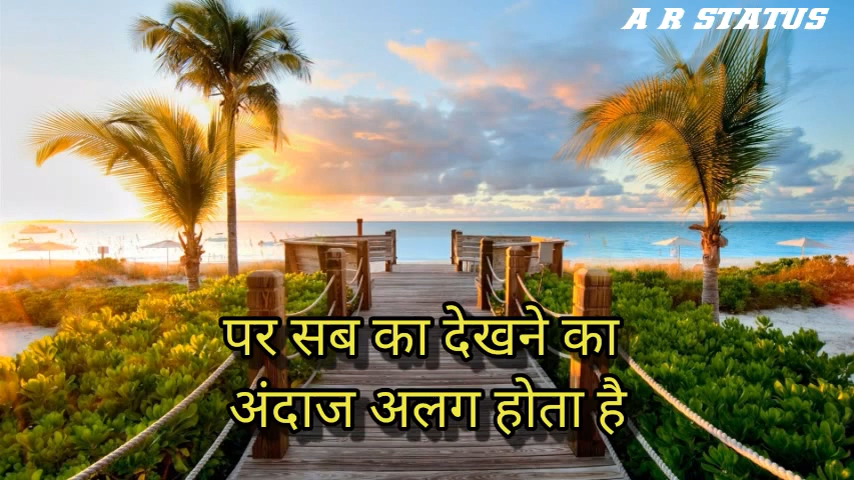 A R STATUS
पर सब का देखने का
अंदाज अलग होता है